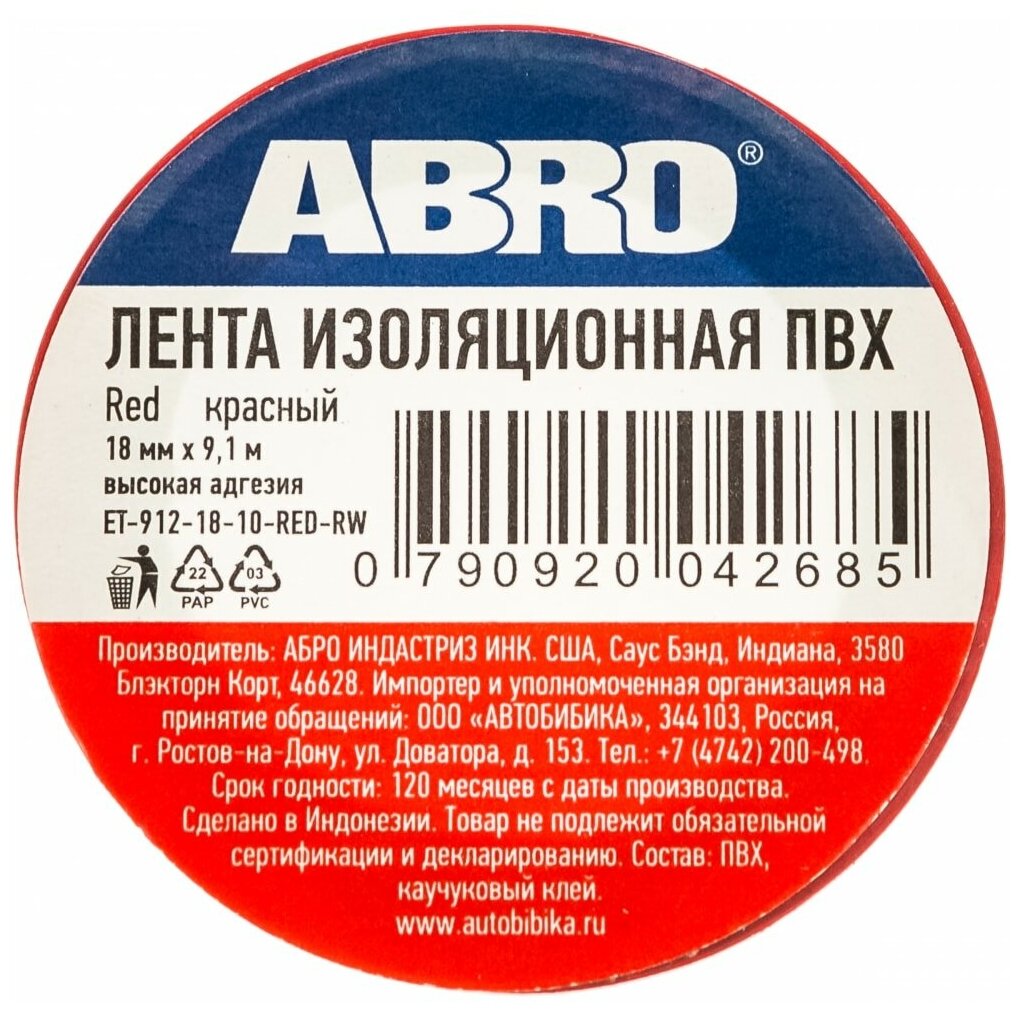 ABRO®
ЛЕНТА ИЗОЛЯЦИОННАЯ ПВХ
Red красный
18 мм x 9,1 м
высокая адгезия
ET-912-18-10-RED-RW
22
PAP
03
PVC
0 790920 042685
Производитель: АБРО ИНДАСТРИЗ ИНК. США, Саус Бэнд, Индиана, 3580
Блэкторн Корт, 46628. Импортер и уполномоченная организация на
принятие обращений: ООО «АВТОБИБИКА», 344103, Россия,
г. Ростов-на-Дону, ул. Доватора, д. 153. Тел.: +7 (4742) 200-498.
Срок годности: 120 месяцев с даты производства.
Сделано в Индонезии. Товар не подлежит обязательной
сертификации и декларированию. Состав: ПВХ,
каучуковый клей.
www.autobibika.ru